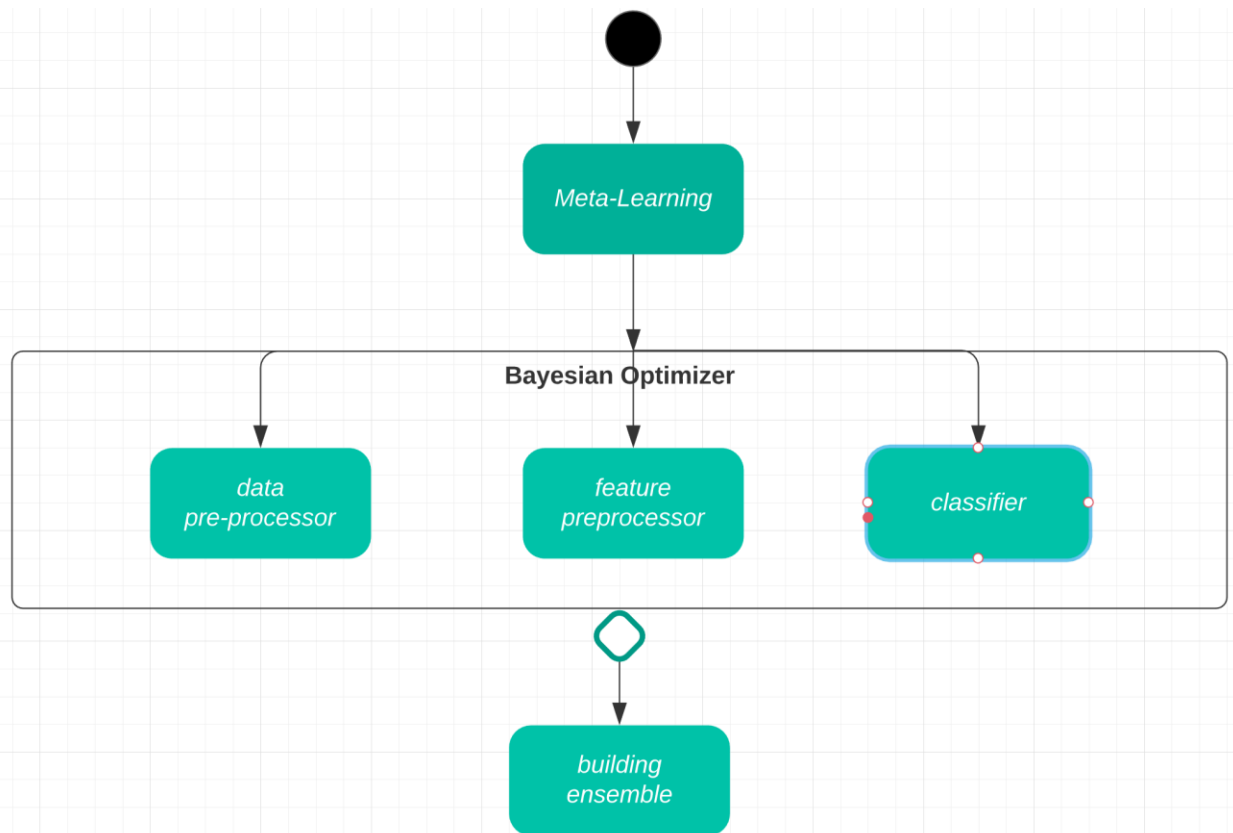 Meta-Learning
Bayesian Optimizer
data
pre-processor
feature
preprocessor
classifier
building
ensemble